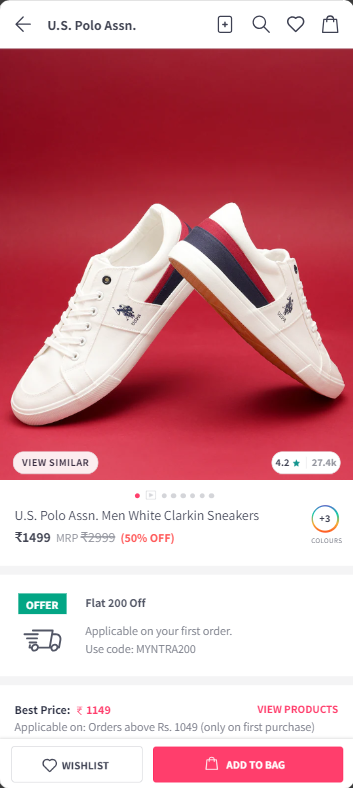 U.S. Polo Assn.
VIEW SIMILAR
4.2 ★ | 27.4k
U.S. Polo Assn. Men White Clarkin Sneakers
₹1499 MRP ₹2999 (50% OFF)
+3
COLOURS
OFFER
Flat 200 Off
Applicable on your first order.
Use code: MYNTRA200
Best Price: ₹ 1149
VIEW PRODUCTS
Applicable on: Orders above Rs. 1049 (only on first purchase)
WISHLIST
ADD TO BAG